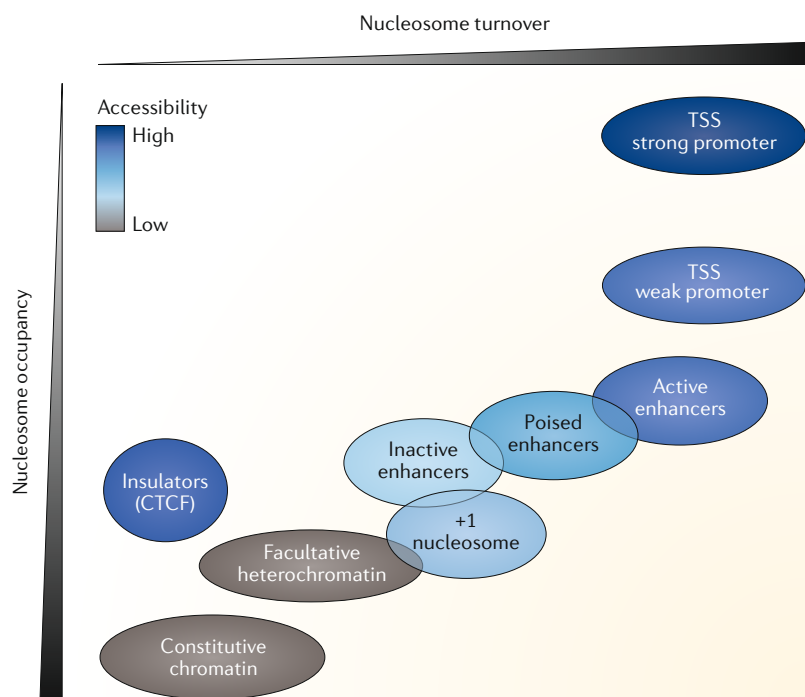 Nucleosome turnover
Nucleosome occupancy
Accessibility
High
Low
TSS
strong promoter
TSS
weak promoter
Active
enhancers
Poised
enhancers
Inactive
enhancers
Insulators
(CTCF)
+1
nucleosome
Facultative
heterochromatin
Constitutive
chromatin